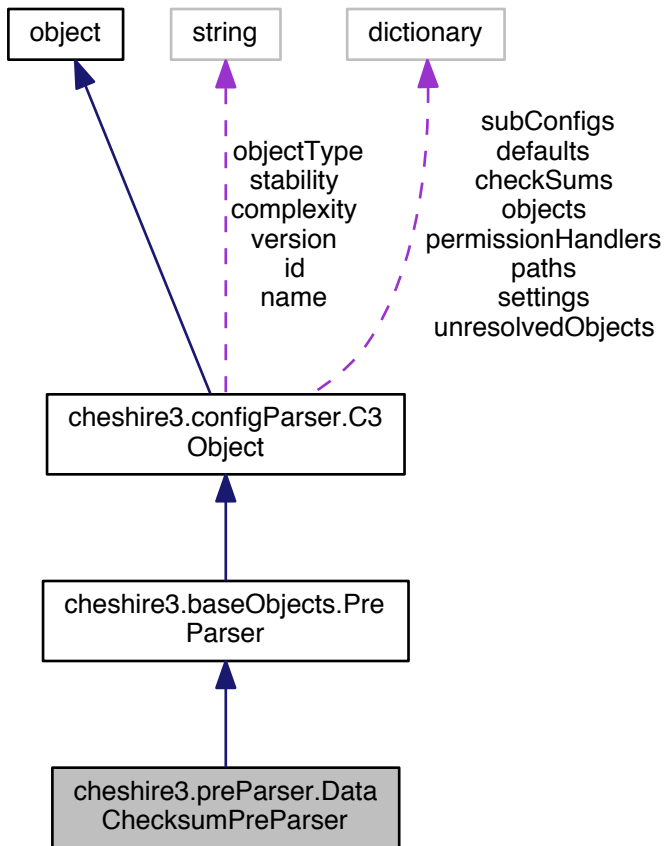 object
string
dictionary
objectType
stability
complexity
version
id
name
subConfigs
defaults
checkSums
objects
permissionHandlers
paths
settings
unresolvedObjects
cheshire3.configParser.C3
Object
cheshire3.baseObjects.Pre
Parser
cheshire3.preParser.Data
ChecksumPreParser